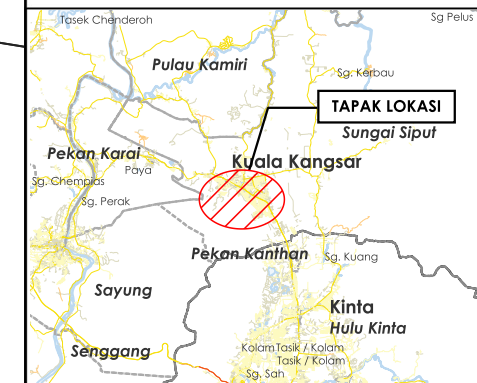 Tasek Chenderoh
Sg Pelus
Pulau Kamiri
Sg. Kerbau
TAPAK LOKASI
Sungai Siput
Pekan Karai
Kuala Kangsar
Paya
Sg. Chempias
Sg. Perak
Pekan Kanthan
Sg. Kuang
Sayung
Kinta
Hulu Kinta
Senggang
Kolam Tasik / Kolam
Tasik / Kolam
Sg. Sah